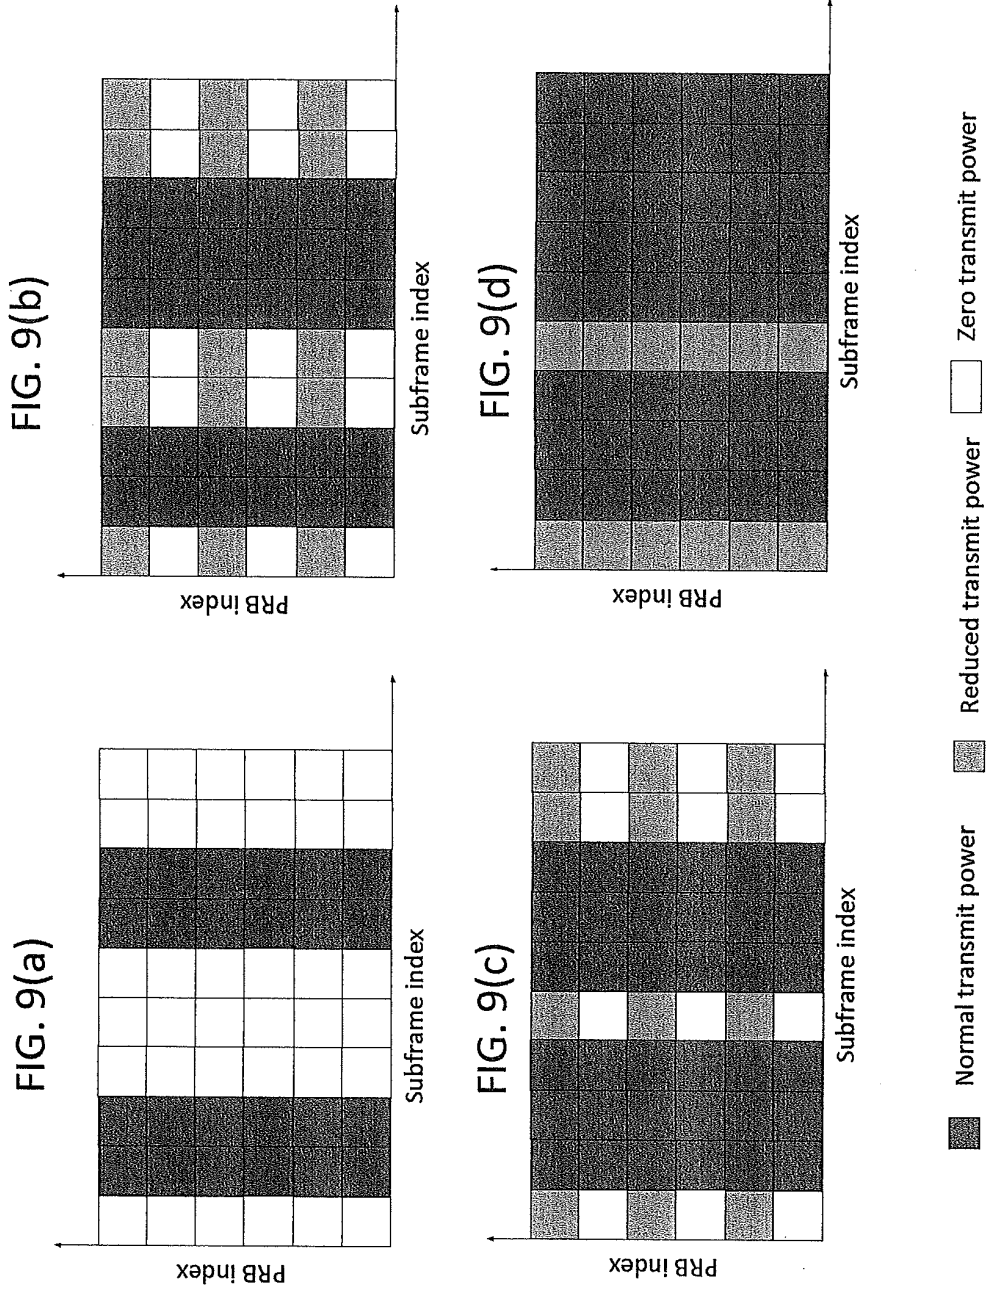 FIG. 9(a)
PRB index
Subframe index
FIG. 9(b)
PRB index
Subframe index
FIG. 9(c)
PRB index
Subframe index
FIG. 9(d)
PRB index
Subframe index
Normal transmit power
Reduced transmit power
Zero transmit power